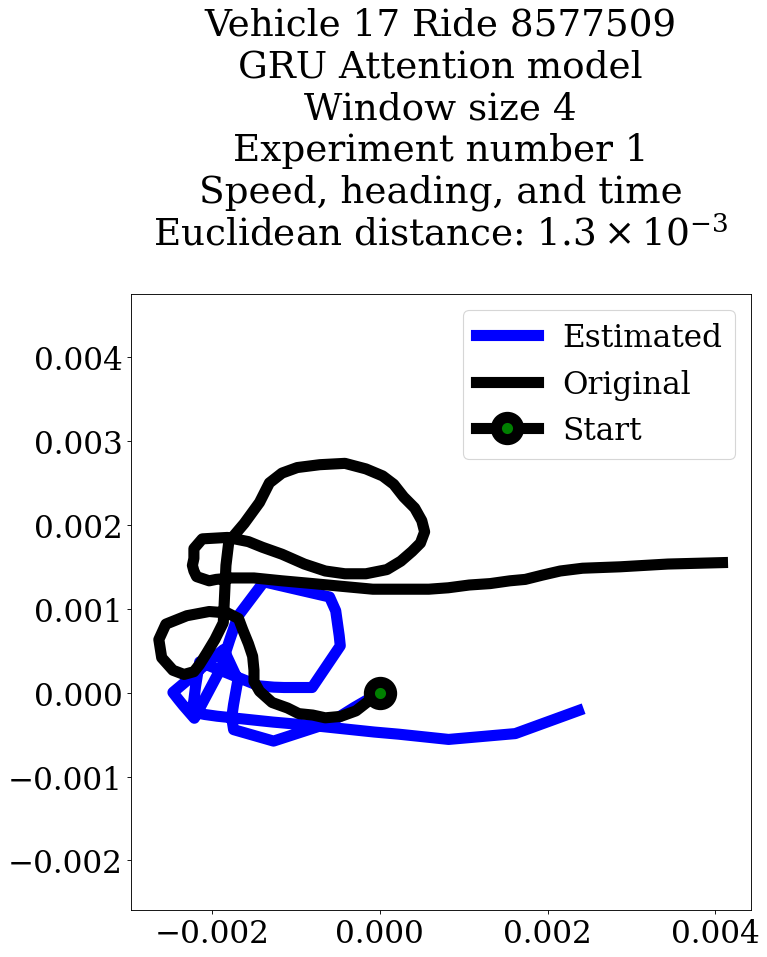 Vehicle 17 Ride 8577509
GRU Attention model
Window size 4
Experiment number 1
Speed, heading, and time
Euclidean distance: 1.3 × 10⁻³
Estimated
Original
Start
0.004
0.003
0.002
0.001
0.000
−0.001
−0.002
−0.002 0.000 0.002 0.004